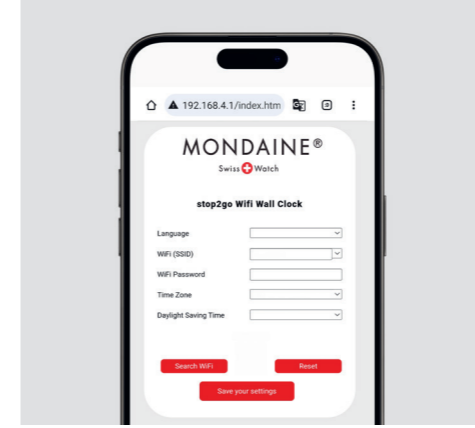 192.168.4.1/index.htm
MONDAINE®
Swiss Watch
stop2go Wifi Wall Clock
Language
WiFi (SSID)
WiFi Password
Time Zone
Daylight Saving Time
Search WiFi Reset
Save your settings